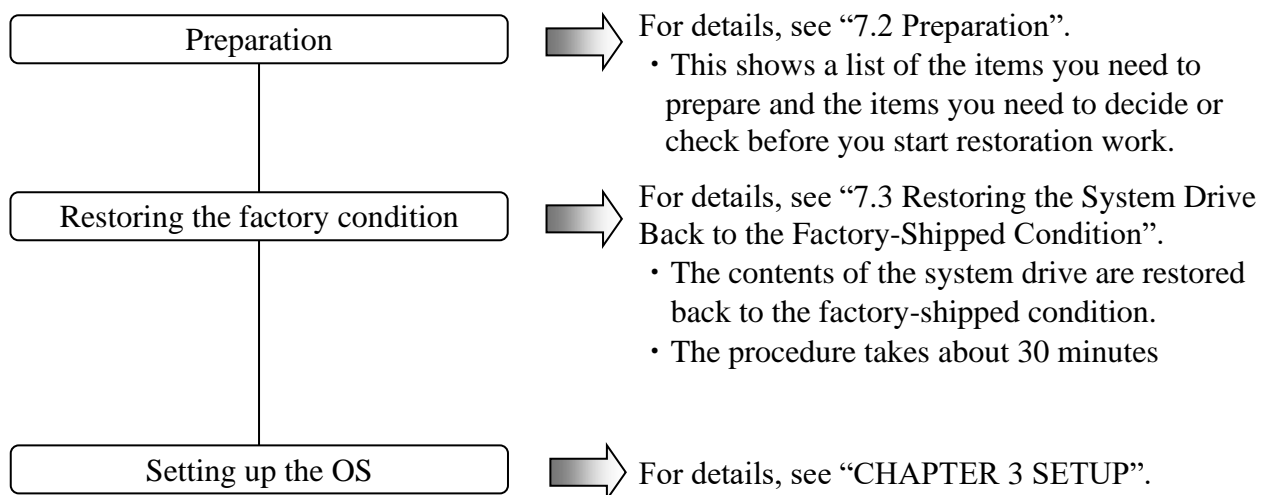 Preparation
For details, see “7.2 Preparation”.
・This shows a list of the items you need to
prepare and the items you need to decide or
check before you start restoration work.
Restoring the factory condition
For details, see “7.3 Restoring the System Drive
Back to the Factory-Shipped Condition”.
・The contents of the system drive are restored
back to the factory-shipped condition.
・The procedure takes about 30 minutes
Setting up the OS
For details, see “CHAPTER 3 SETUP”.